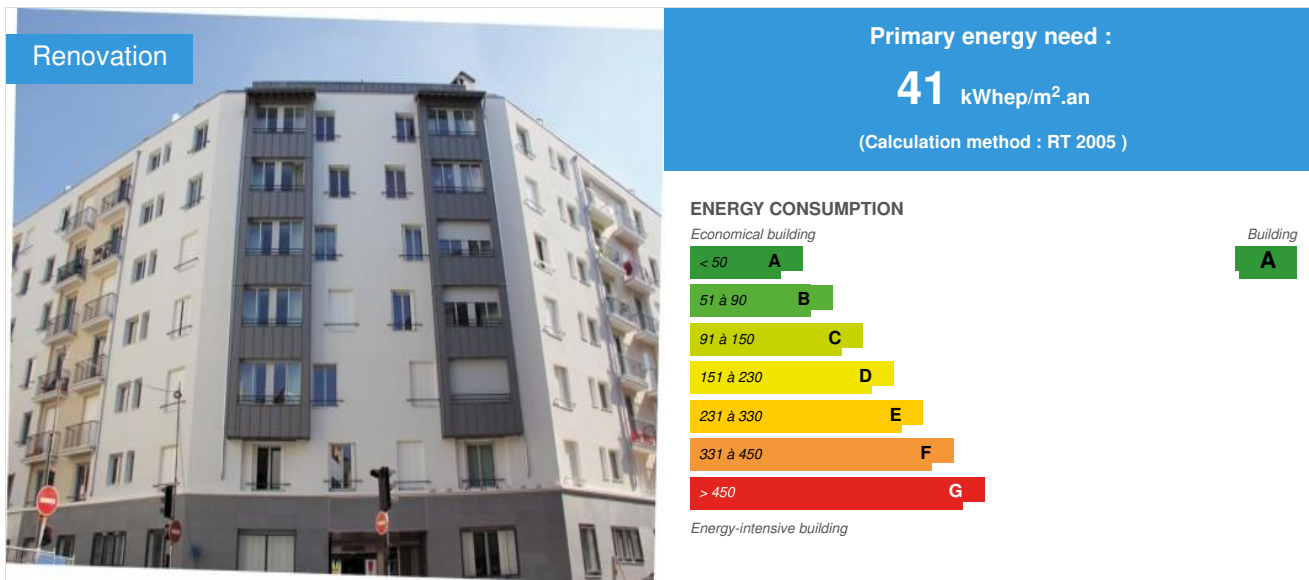 Renovation
Primary energy need :
41 kWhep/m².an
(Calculation method : RT 2005 )
ENERGY CONSUMPTION
Economical building
Building
< 50 A
A
51 à 90 B
91 à 150 C
151 à 230 D
231 à 330 E
331 à 450 F
> 450 G
Energy-intensive building